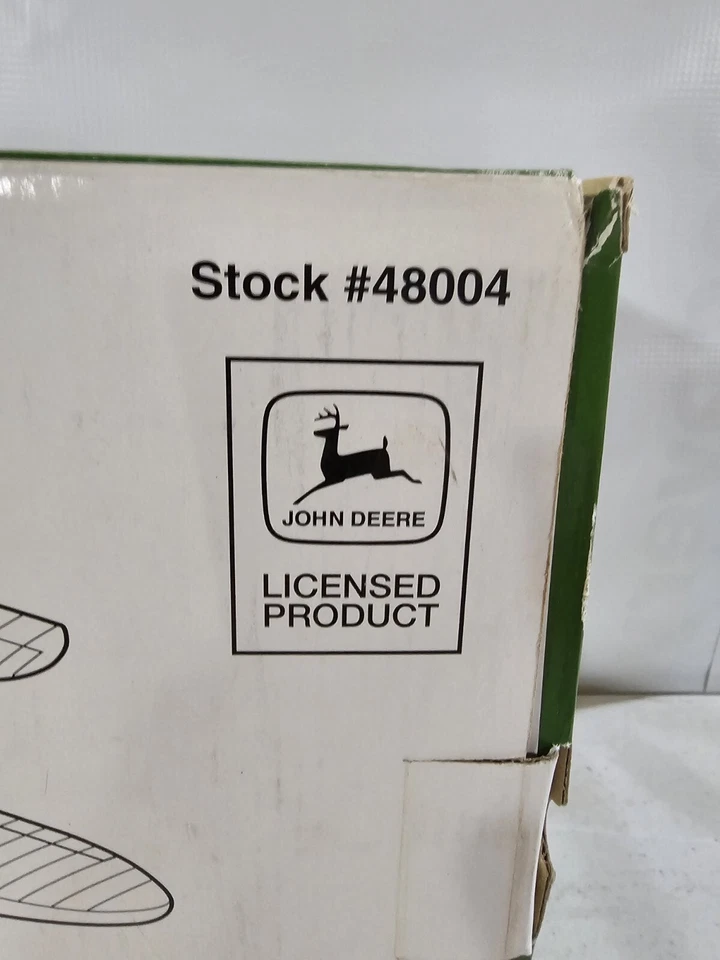 Stock #48004
JOHN DEERE
LICENSED
PRODUCT